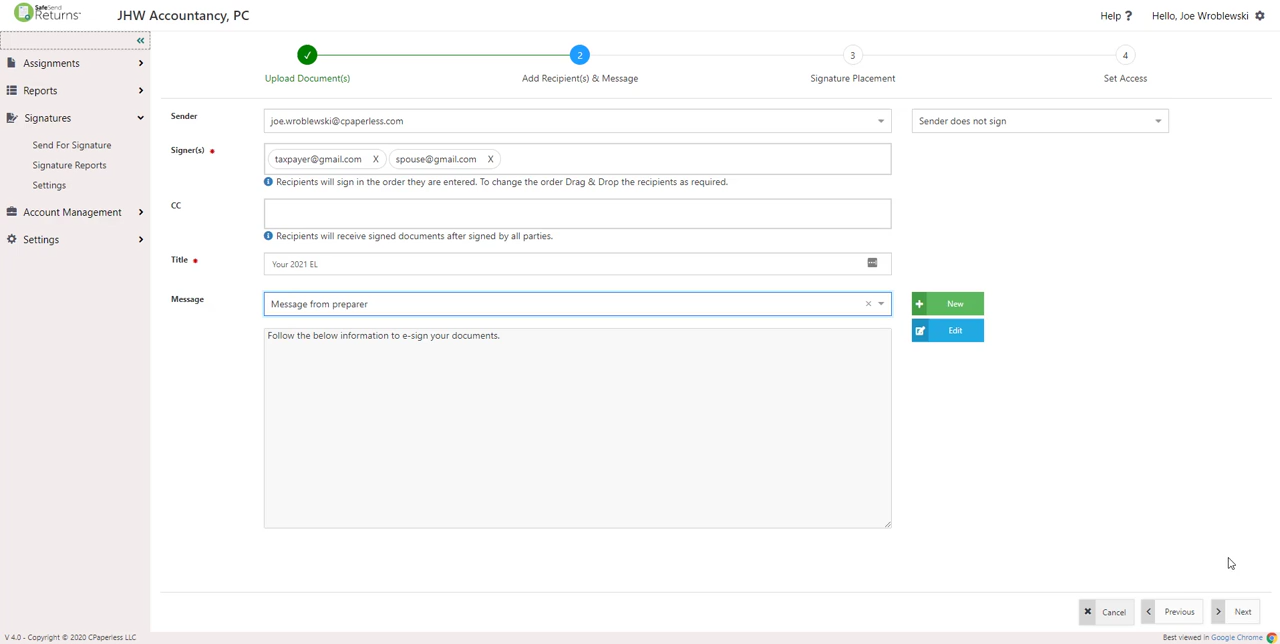 SafeSend
Returns™
JHW Accountancy, PC
Help ?
Hello, Joe Wroblewski
«
Assignments
Reports
Signatures
Send For Signature
Signature Reports
Settings
Account Management
Settings
✓
2
3
4
Upload Document(s)
Add Recipient(s) & Message
Signature Placement
Set Access
Sender
joe.wroblewski@cpaperless.com
Sender does not sign
Signer(s)
taxpayer@gmail.com X
spouse@gmail.com X
Recipients will sign in the order they are entered. To change the order Drag & Drop the recipients as required.
CC
Recipients will receive signed documents after signed by all parties.
Title
Your 2021 EL
Message
Message from preparer
×
New
Edit
Follow the below information to e-sign your documents.
Cancel
Previous
Next
V 4.0 - Copyright © 2020 CPaperless LLC
Best viewed in Google Chrome